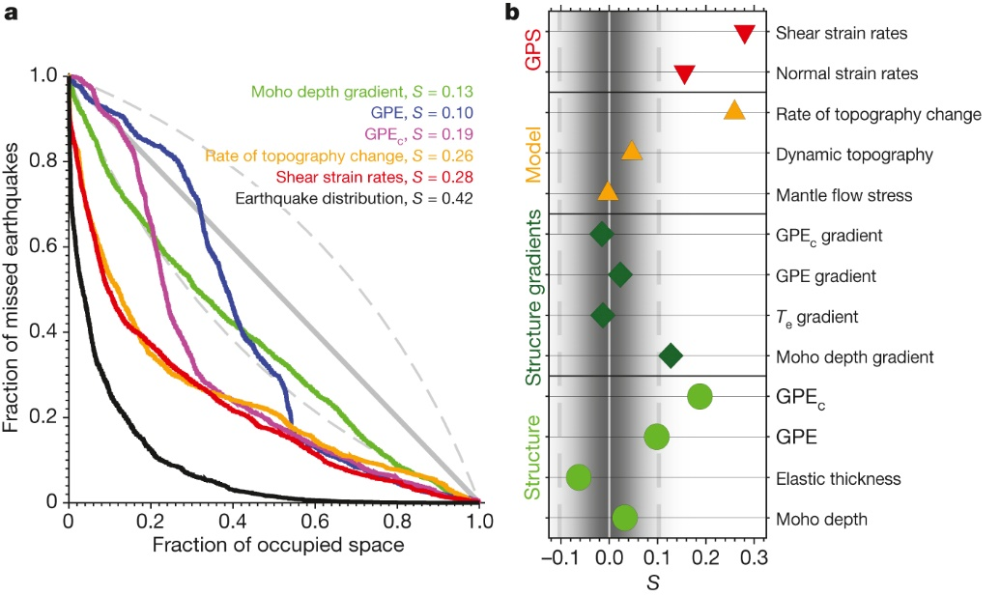 a
Fraction of missed earthquakes
1.0
0.8
0.6
0.4
0.2
0
0
0.2
0.4
0.6
0.8
1.0
Fraction of occupied space
Moho depth gradient, S = 0.13
GPE, S = 0.10
GPEc, S = 0.19
Rate of topography change, S = 0.26
Shear strain rates, S = 0.28
Earthquake distribution, S = 0.42
b
GPS
Model
Structure gradients
Structure
Shear strain rates
Normal strain rates
Rate of topography change
Dynamic topography
Mantle flow stress
GPEc gradient
GPE gradient
Te gradient
Moho depth gradient
GPEc
GPE
Elastic thickness
Moho depth
−0.1
0.0
0.1
0.2
0.3
S